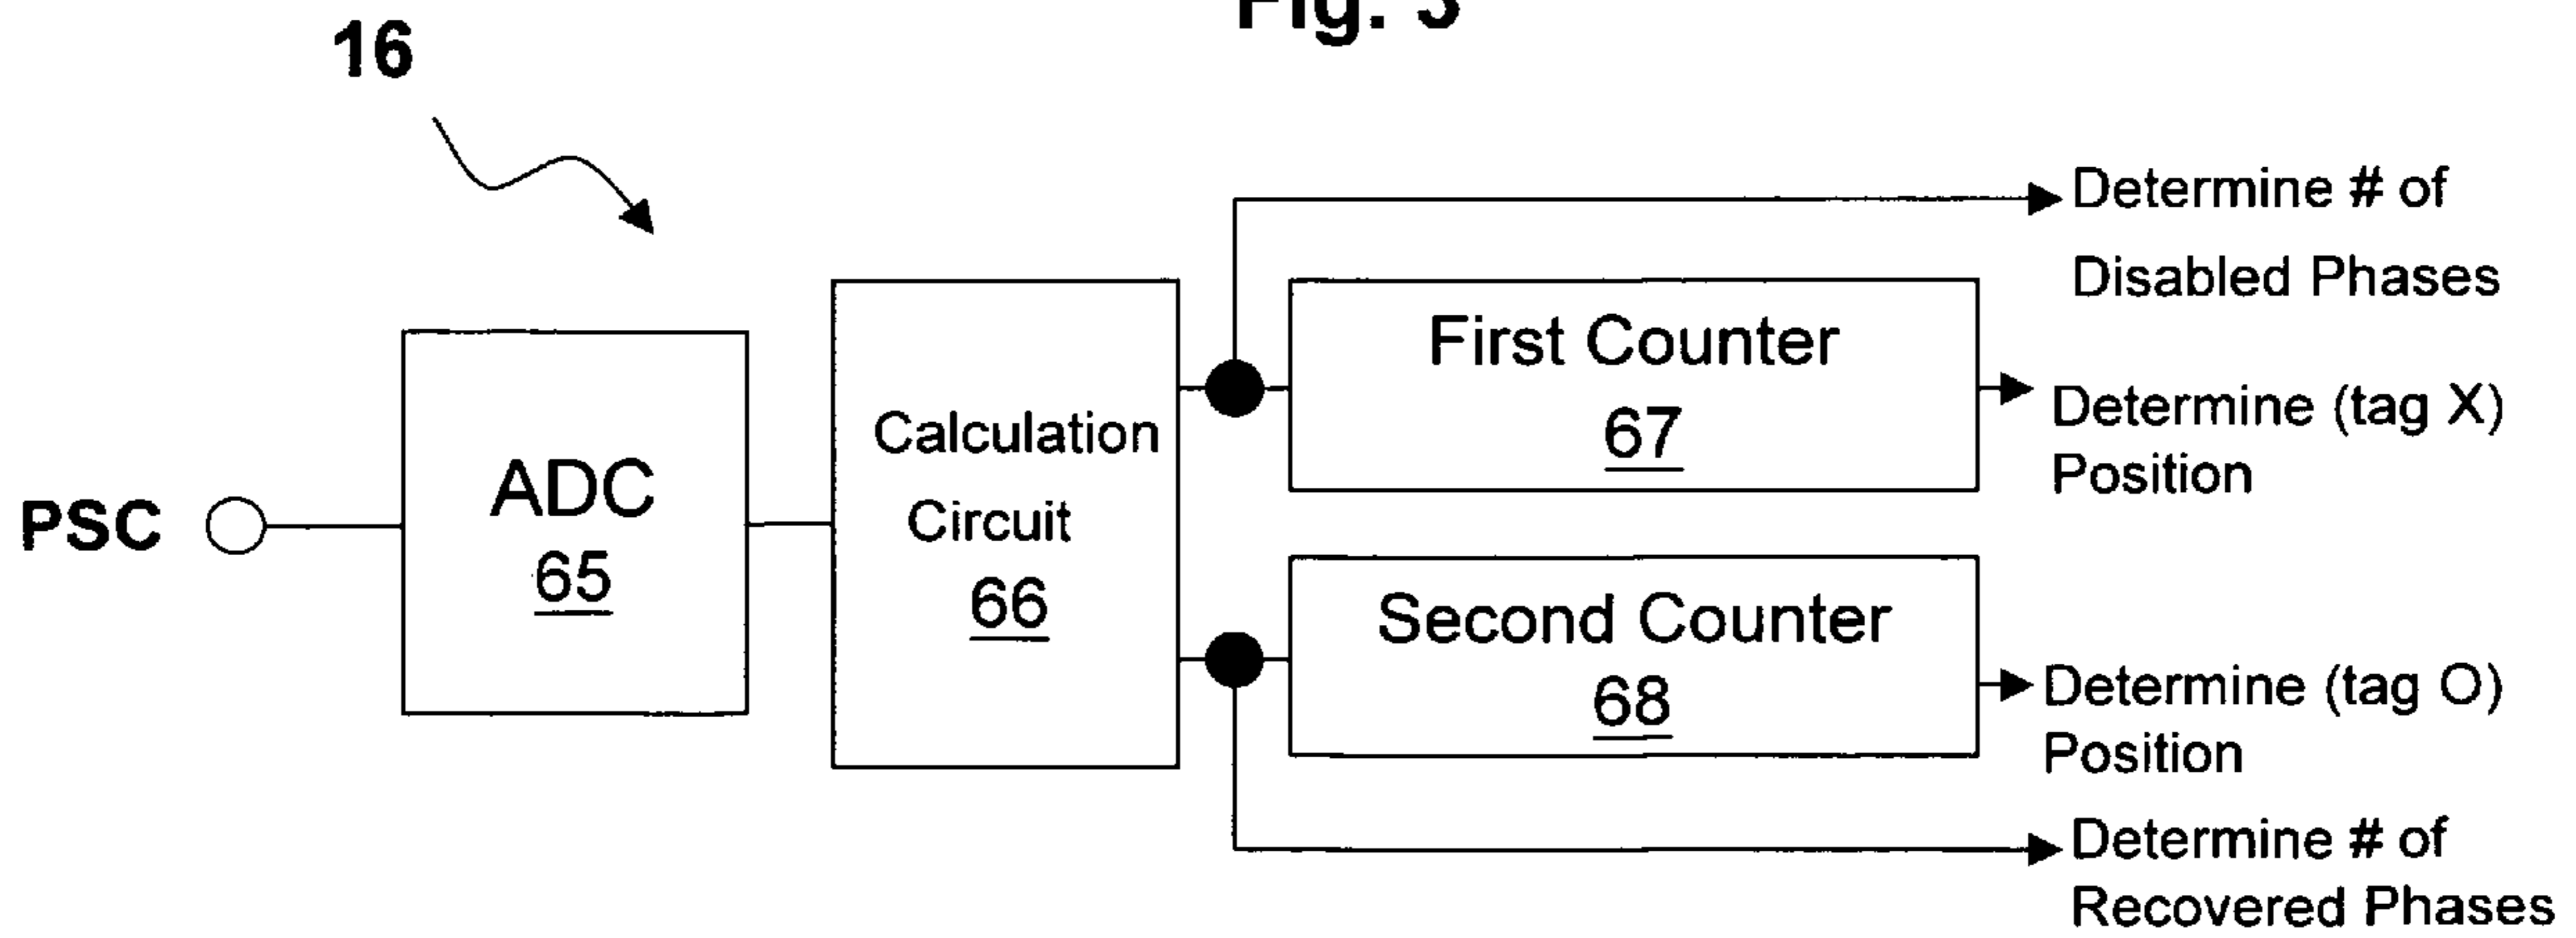 Fig. 3
16
Determine # of
Disabled Phases
First Counter
67
Determine (tag X)
Position
PSC
ADC
65
Calculation
Circuit
66
Second Counter
68
Determine (tag O)
Position
Determine # of
Recovered Phases